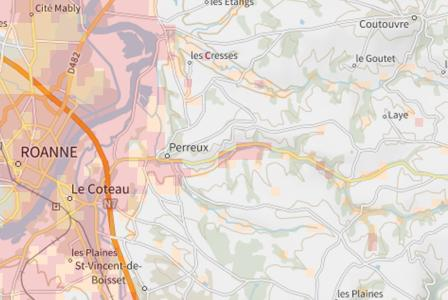 les Étangs
Cité Mably
Coutouvre
les Cresses
le Goutet
D482
Laye
Perreux
ROANNE
Le Coteau
N7
les Plaines
St-Vincent-de-
Boisset
les Plaines